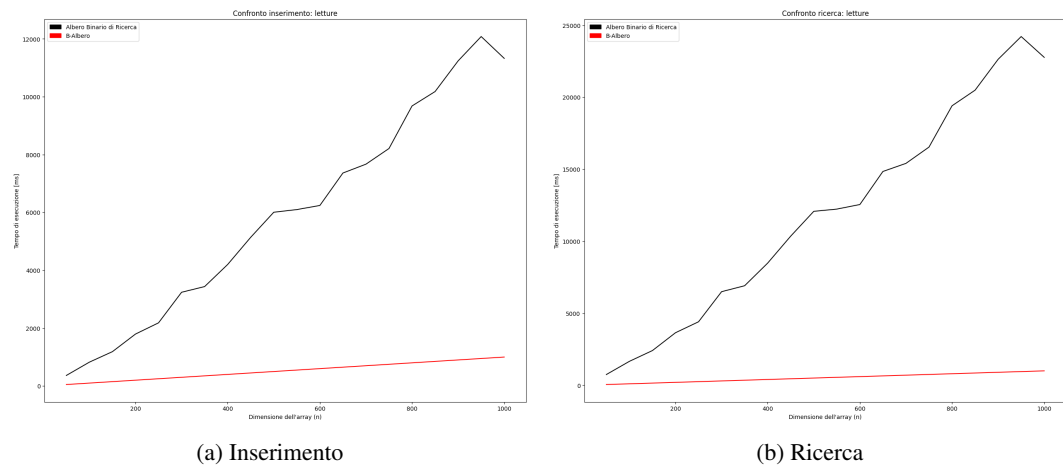 Confronto inserimento: letture
Albero Binario di Ricerca
B-Albero
12000
10000
8000
6000
4000
2000
0
Tempo di esecuzione [ms]
200
400
600
800
1000
Dimensione dell'array (n)
(a) Inserimento
Confronto ricerca: letture
Albero Binario di Ricerca
B-Albero
25000
20000
15000
10000
5000
0
Tempo di esecuzione [ms]
200
400
600
800
1000
Dimensione dell'array (n)
(b) Ricerca